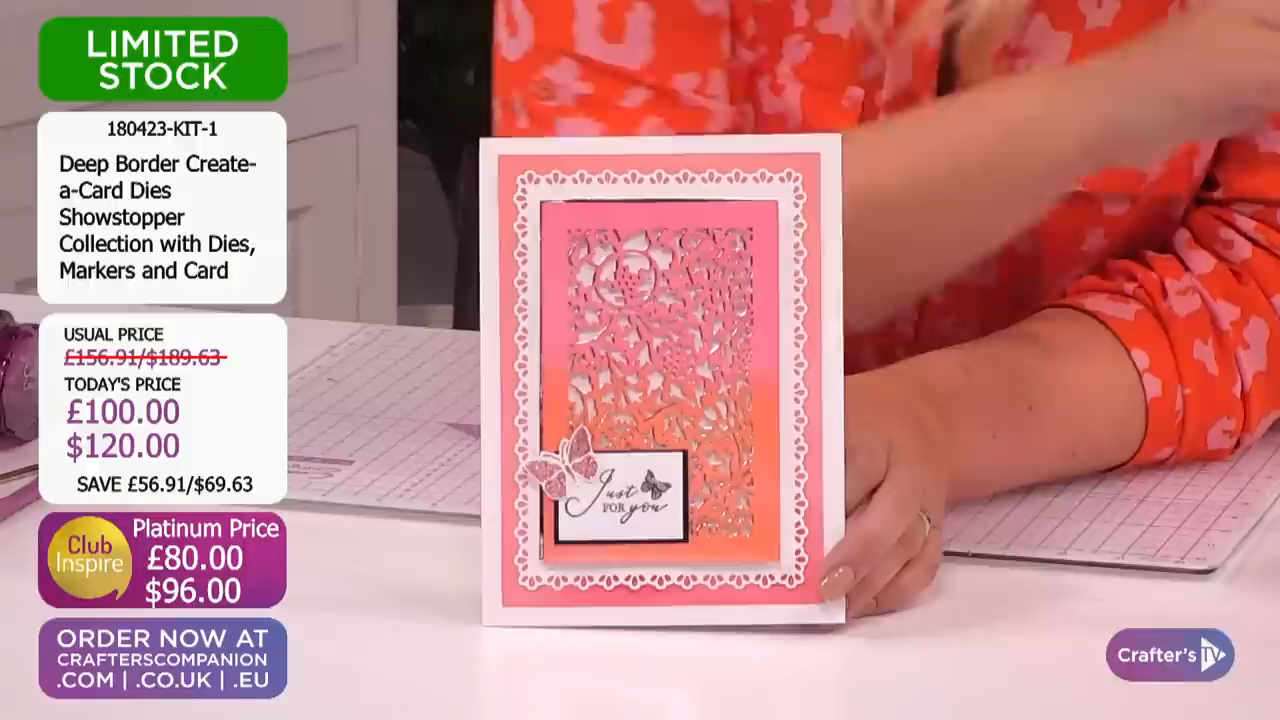 LIMITED
STOCK
180423-KIT-1
Deep Border Create-
a-Card Dies
Showstopper
Collection with Dies,
Markers and Card
USUAL PRICE
£156.91/$189.63
TODAY'S PRICE
£100.00
$120.00
SAVE £56.91/$69.63
Club
Inspire
Platinum Price
£80.00
$96.00
ORDER NOW AT
CRAFTERSCOMPANION
.COM | .CO.UK | .EU
Just
FOR you
Crafter's TV